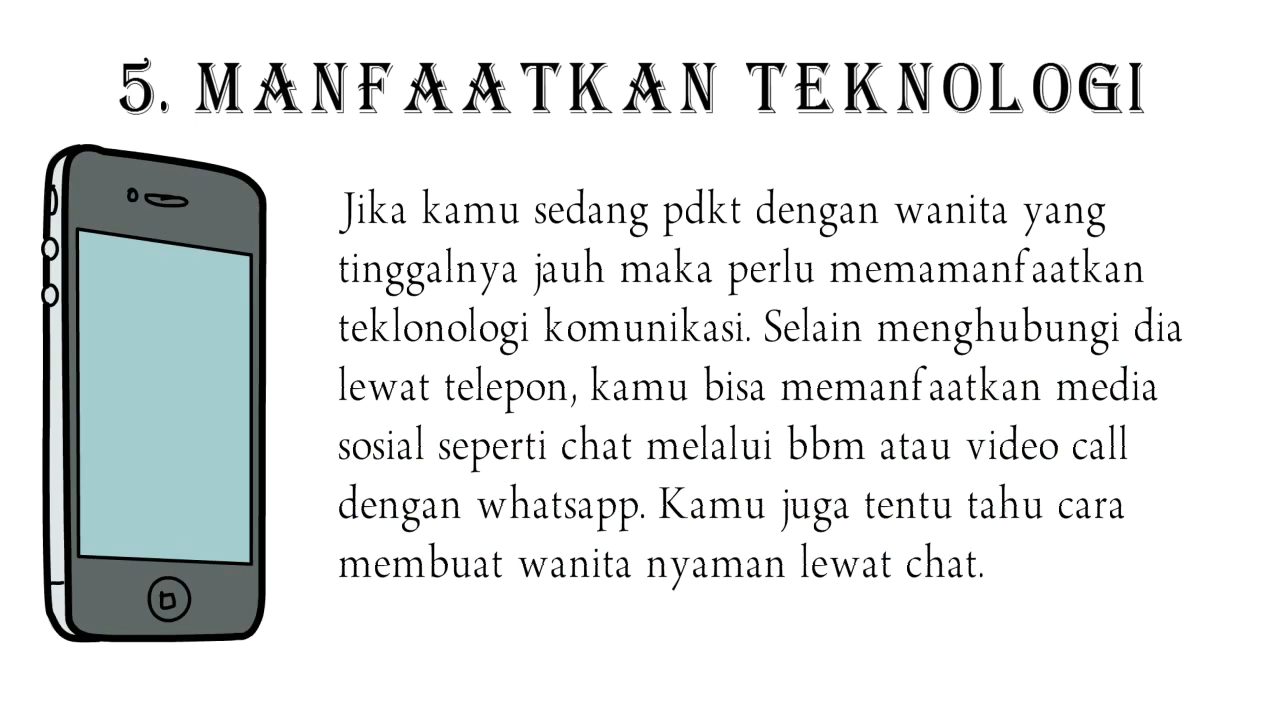 5. MANFAATKAN TEKNOLOGI
Jika kamu sedang pdkt dengan wanita yang
tinggalnya jauh maka perlu memamanfaatkan
teklonologi komunikasi. Selain menghubungi dia
lewat telepon, kamu bisa memanfaatkan media
sosial seperti chat melalui bbm atau video call
dengan whatsapp. Kamu juga tentu tahu cara
membuat wanita nyaman lewat chat.